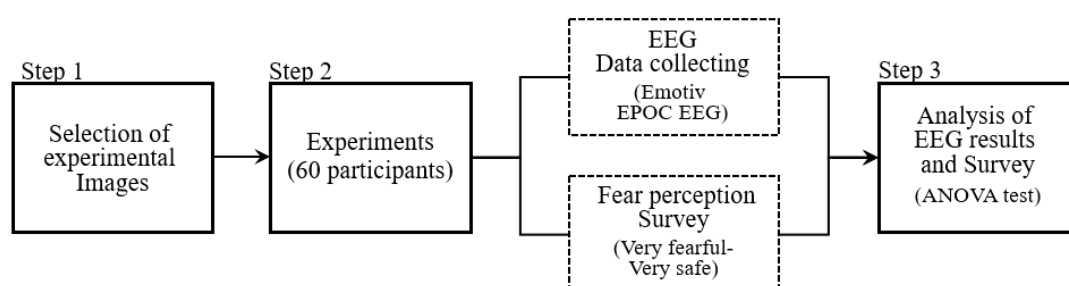 Step 1
Selection of
experimental
Images
Step 2
Experiments
(60 participants)
EEG
Data collecting
(Emotiv
EPOC EEG)
Fear perception
Survey
(Very fearful-
Very safe)
Step 3
Analysis of
EEG results
and Survey
(ANOVA test)